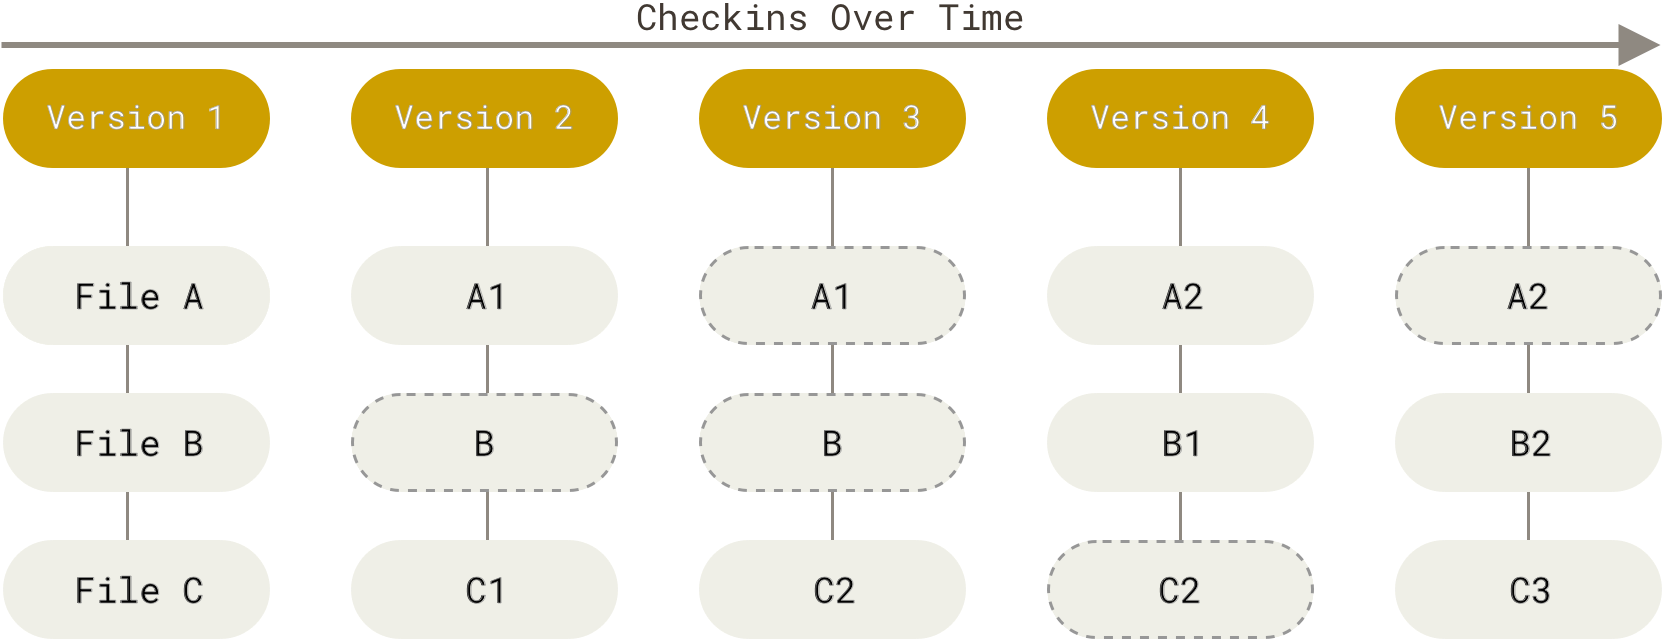 Checkins Over Time
Version 1 Version 2 Version 3 Version 4 Version 5
File A A1 A1 A2 A2
File B B B B1 B2
File C C1 C2 C2 C3